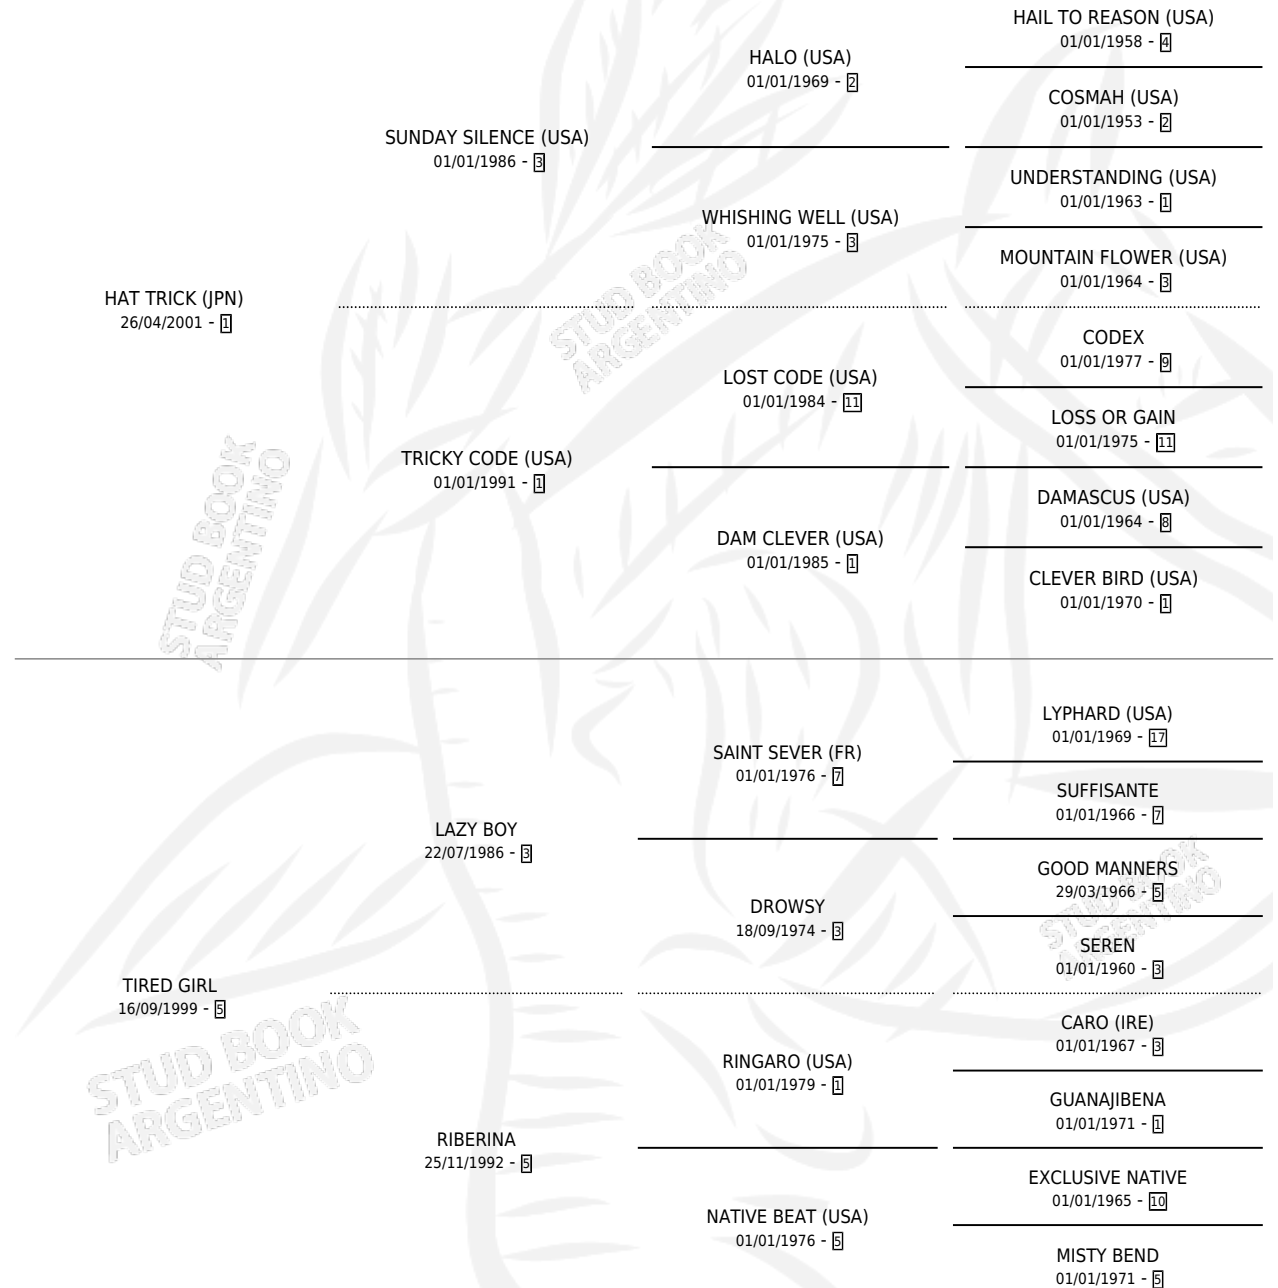 HAIL TO REASON (USA)
01/01/1958 - 4
HALO (USA)
01/01/1969 - 2
COSMAH (USA)
01/01/1953 - 2
SUNDAY SILENCE (USA)
01/01/1986 - 3
UNDERSTANDING (USA)
01/01/1963 - 1
WHISHING WELL (USA)
01/01/1975 - 3
MOUNTAIN FLOWER (USA)
01/01/1964 - 3
HAT TRICK (JPN)
26/04/2001 - 1
CODEX
01/01/1977 - 9
LOST CODE (USA)
01/01/1984 - 11
LOSS OR GAIN
01/01/1975 - 11
TRICKY CODE (USA)
01/01/1991 - 1
DAMASCUS (USA)
01/01/1964 - 8
DAM CLEVER (USA)
01/01/1985 - 1
CLEVER BIRD (USA)
01/01/1970 - 1
LYPHARD (USA)
01/01/1969 - 17
SAINT SEVER (FR)
01/01/1976 - 7
SUFFISANTE
01/01/1966 - 7
LAZY BOY
22/07/1986 - 3
GOOD MANNERS
29/03/1966 - 5
DROWSY
18/09/1974 - 3
SEREN
01/01/1960 - 3
TIRED GIRL
16/09/1999 - 5
CARO (IRE)
01/01/1967 - 3
RINGARO (USA)
01/01/1979 - 1
GUANAJIBENA
01/01/1971 - 1
RIBERINA
25/11/1992 - 5
EXCLUSIVE NATIVE
01/01/1965 - 10
NATIVE BEAT (USA)
01/01/1976 - 5
MISTY BEND
01/01/1971 - 5
STUD BOOK
ARGENTINO
STUD BOOK
ARGENTINO
STUD BOOK
ARGENTINO
STUD BOOK
ARGENTINO